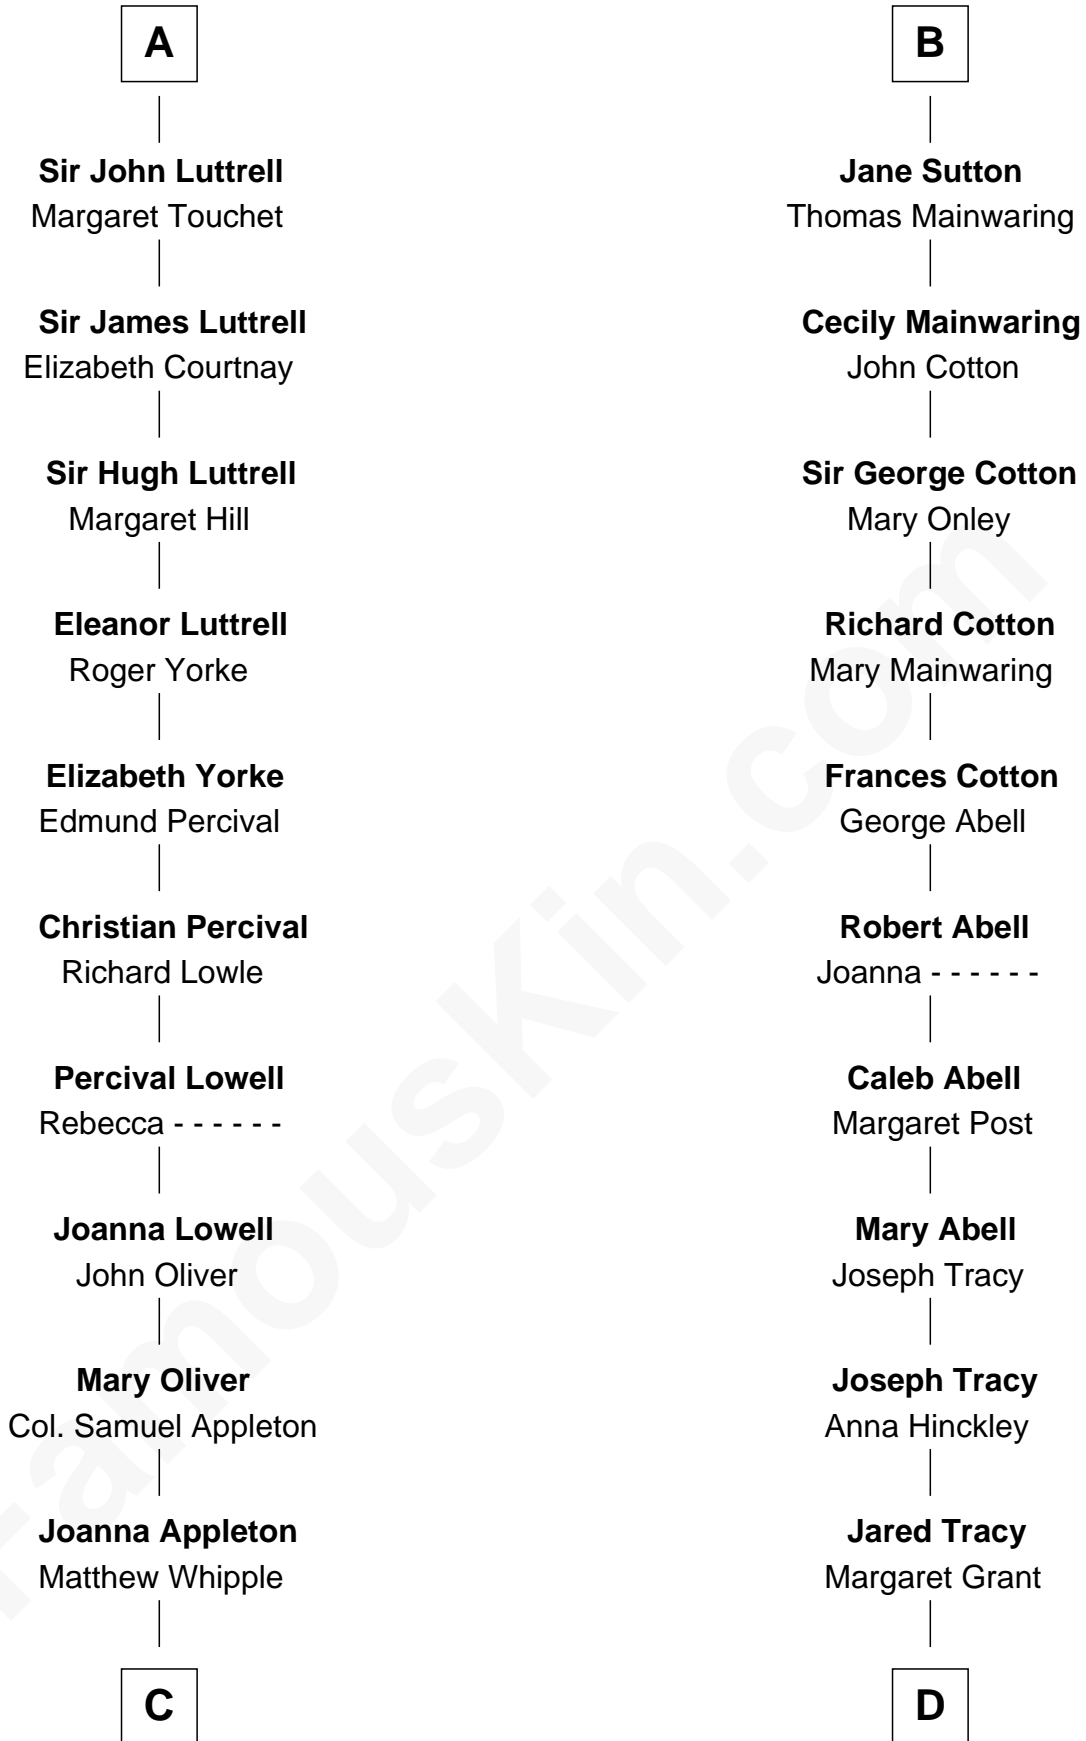 A
Sir John Luttrell
Margaret Touchet
Sir James Luttrell
Elizabeth Courtnay
Sir Hugh Luttrell
Margaret Hill
Eleanor Luttrell
Roger Yorke
Elizabeth Yorke
Edmund Percival
Christian Percival
Richard Lowle
Percival Lowell
Rebecca - - - - - -
Joanna Lowell
John Oliver
Mary Oliver
Col. Samuel Appleton
Joanna Appleton
Matthew Whipple
C
B
Jane Sutton
Thomas Mainwaring
Cecily Mainwaring
John Cotton
Sir George Cotton
Mary Onley
Richard Cotton
Mary Mainwaring
Frances Cotton
George Abell
Robert Abell
Joanna - - - - - -
Caleb Abell
Margaret Post
Mary Abell
Joseph Tracy
Joseph Tracy
Anna Hinckley
Jared Tracy
Margaret Grant
D
FamousKin.com